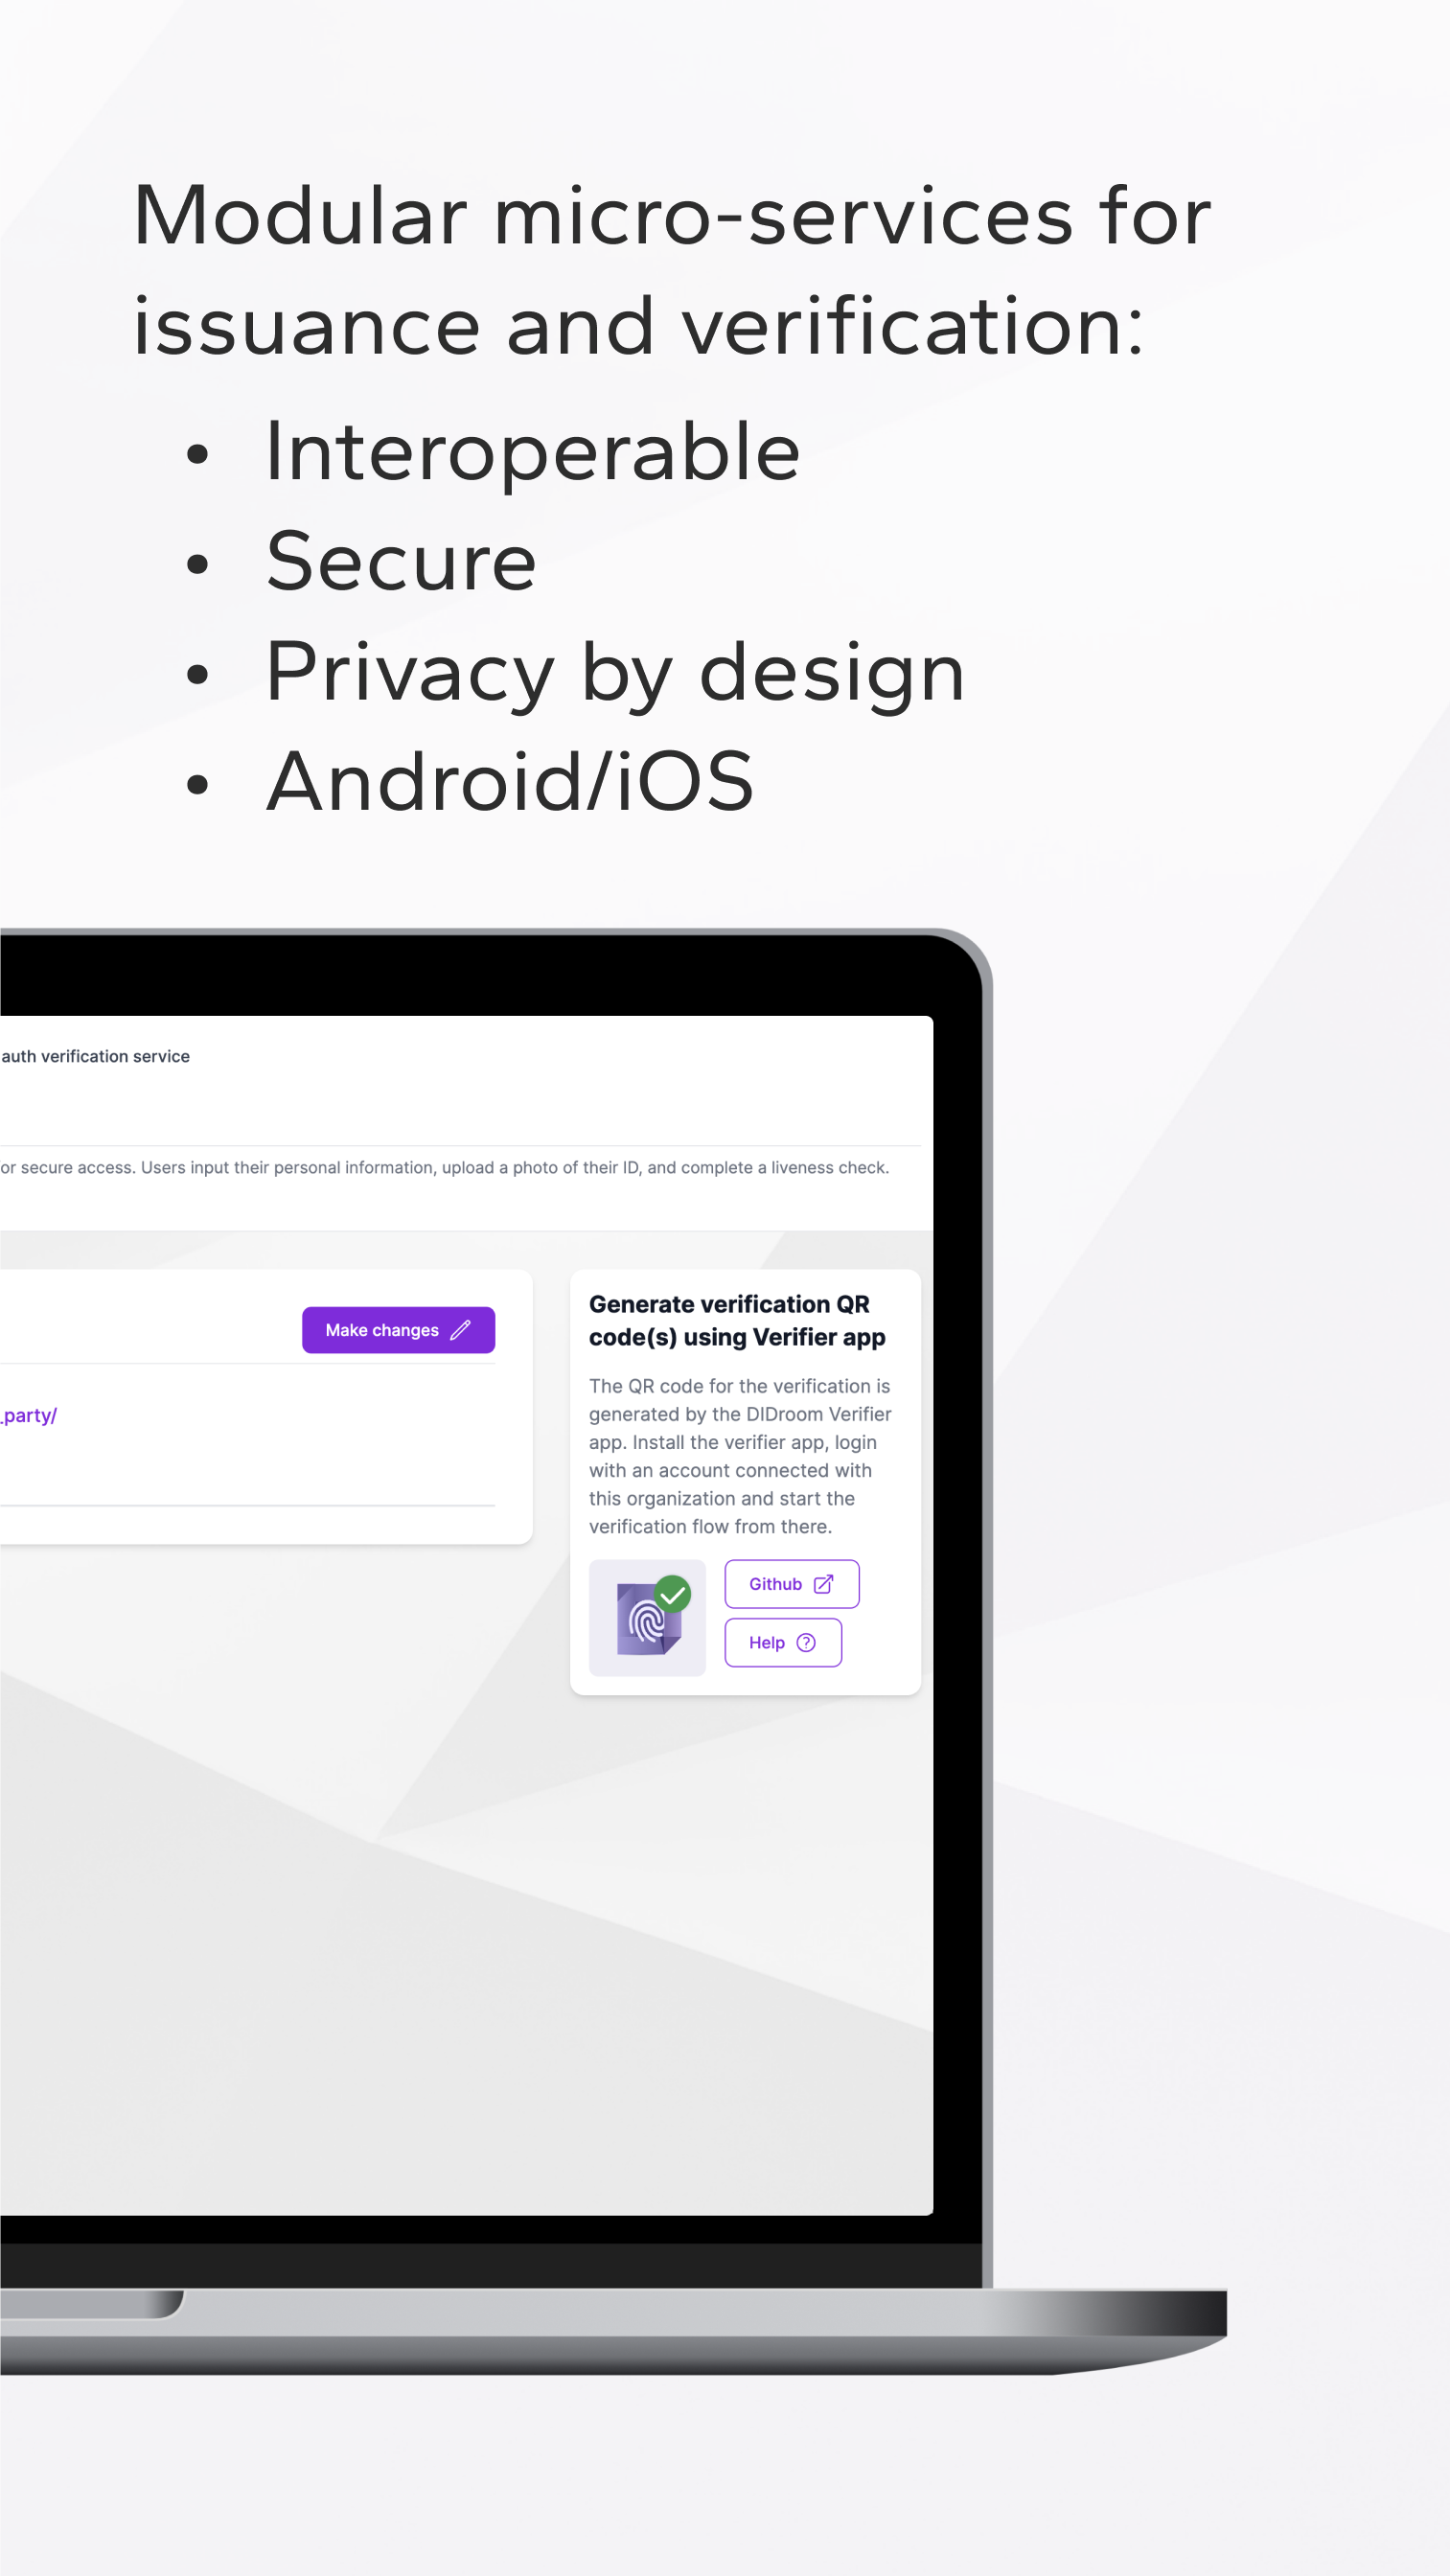 Modular micro-services for
issuance and verification:
• Interoperable
• Secure
• Privacy by design
• Android/iOS
auth verification service
or secure access. Users input their personal information, upload a photo of their ID, and complete a liveness check.
Make changes
_party/
Generate verification QR
code(s) using Verifier app
The QR code for the verification is
generated by the DIDroom Verifier
app. Install the verifier app, login
with an account connected with
this organization and start the
verification flow from there.
Github
Help